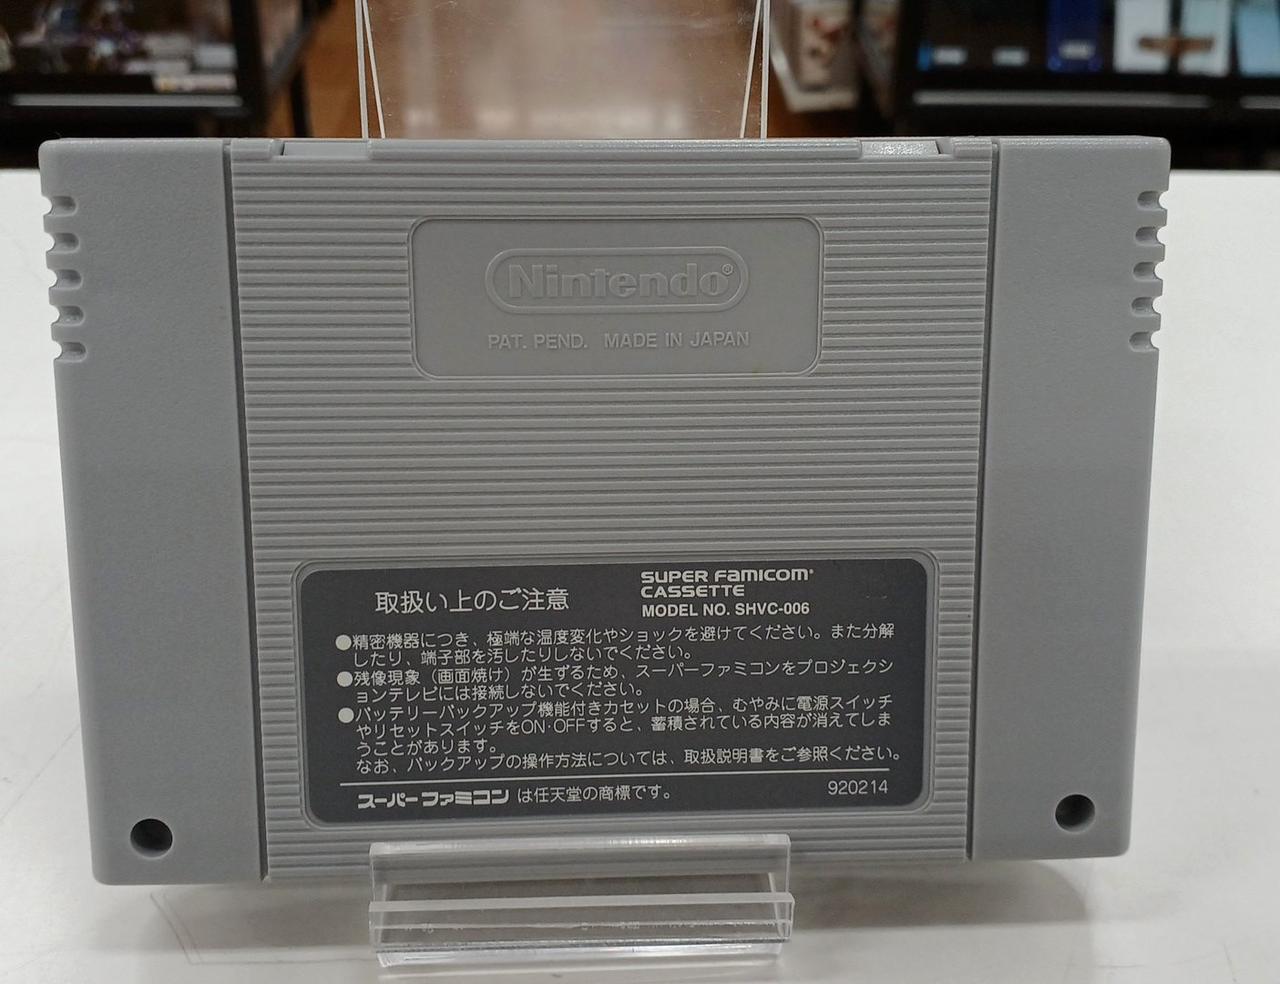 Nintendo®
PAT. PEND. MADE IN JAPAN
取扱い上のご注意
SUPER FAMICOM®
CASSETTE
MODEL NO. SHVC-006
●精密機器につき、極端な温度変化やショックを避けてください。また分解
したり、端子部を汚したりしないでください。
●残像現象（画面焼け）が生ずるため、スーパーファミコンをプロジェクシ
ョンテレビには接続しないでください。
●バッテリーバックアップ機能付きカセットの場合、むやみに電源スイッチ
やリセットスイッチをON・OFFすると、蓄積されている内容が消えてしま
うことがあります。
なお、バックアップの操作方法については、取扱説明書をご参照ください。
スーパーファミコンは任天堂の商標です。
920214